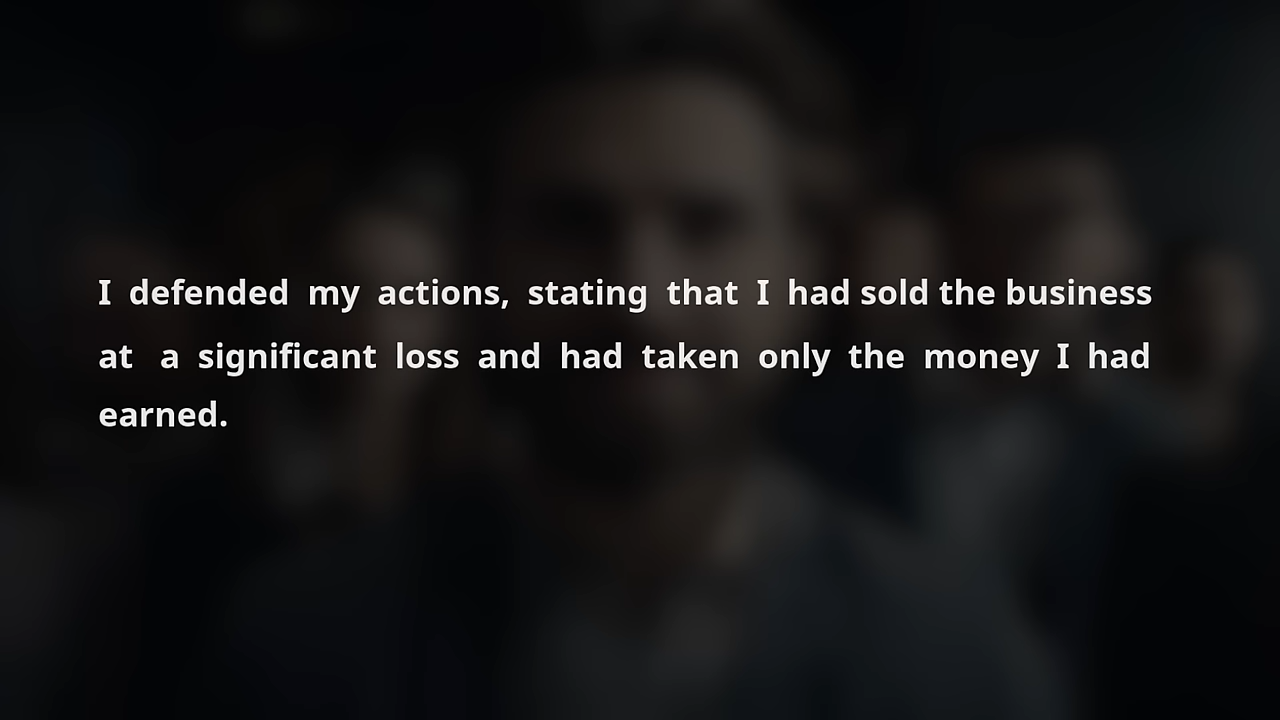 I defended my actions, stating that I had sold the business
at a significant loss and had taken only the money I had
earned.